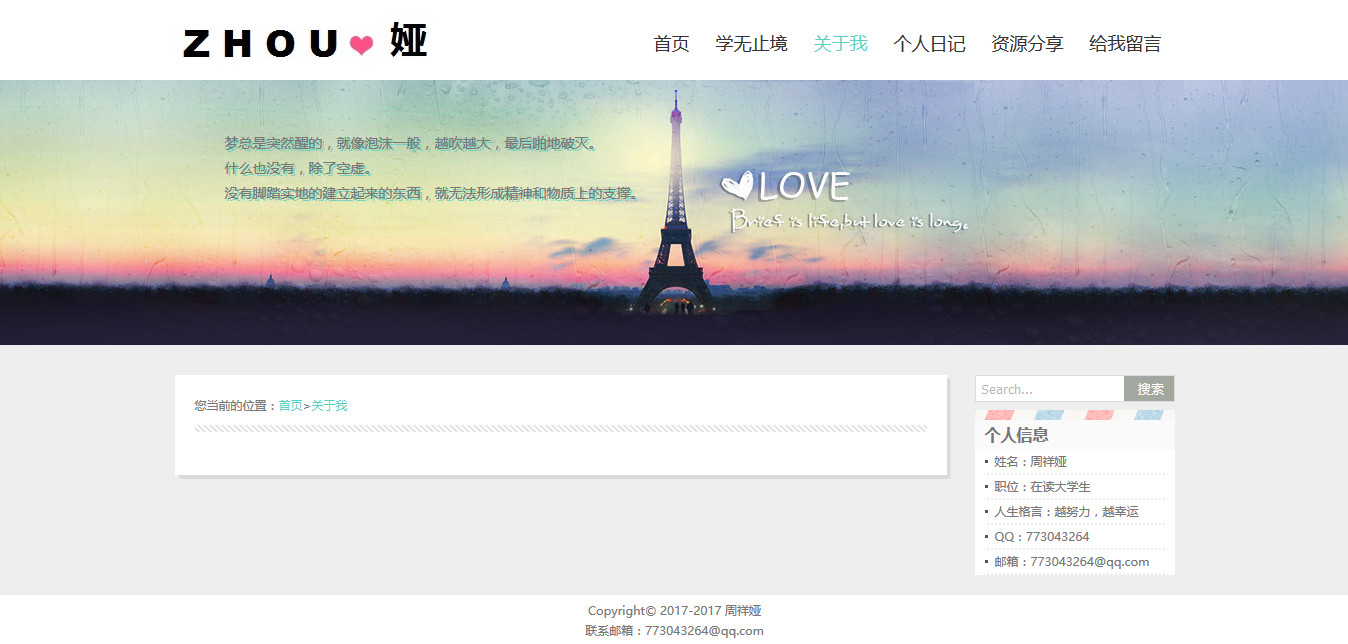 ZHOU❤娅
首页 学无止境 关于我 个人日记 资源分享 给我留言
梦总是突然醒的，就像泡沫一般，越吹越大，最后啪地破灭。
什么也没有，除了空虚。
没有脚踏实地的建立起来的东西，就无法形成精神和物质上的支撑。
LOVE
Brief is life,but love is long。
您当前的位置：首页>关于我
Search... 搜索
个人信息
姓名：周祥娅
职位：在读大学生
人生格言：越努力，越幸运
QQ：773043264
邮箱：773043264@qq.com
Copyright© 2017-2017 周祥娅
联系邮箱：773043264@qq.com